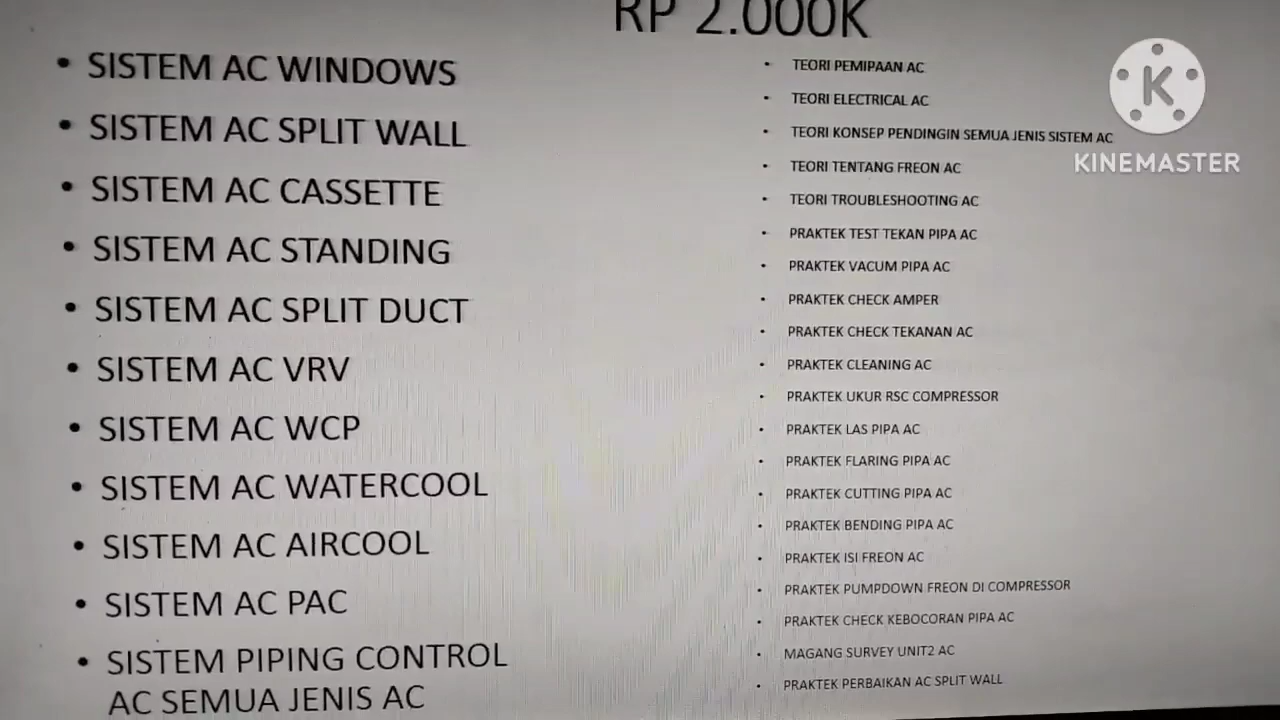 RP 2.000K
• SISTEM AC WINDOWS
• SISTEM AC SPLIT WALL
• SISTEM AC CASSETTE
• SISTEM AC STANDING
• SISTEM AC SPLIT DUCT
• SISTEM AC VRV
• SISTEM AC WCP
• SISTEM AC WATERCOOL
• SISTEM AC AIRCOOL
• SISTEM AC PAC
• SISTEM PIPING CONTROL
AC SEMUA JENIS AC
• TEORI PEMIPAAN AC
• TEORI ELECTRICAL AC
• TEORI KONSEP PENDINGIN SEMUA JENIS SISTEM AC
• TEORI TENTANG FREON AC
• TEORI TROUBLESHOOTING AC
• PRAKTEK TEST TEKAN PIPA AC
• PRAKTEK VACUM PIPA AC
• PRAKTEK CHECK AMPER
• PRAKTEK CHECK TEKANAN AC
• PRAKTEK CLEANING AC
• PRAKTEK UKUR RSC COMPRESSOR
• PRAKTEK LAS PIPA AC
• PRAKTEK FLARING PIPA AC
• PRAKTEK CUTTING PIPA AC
• PRAKTEK BENDING PIPA AC
• PRAKTEK ISI FREON AC
• PRAKTEK PUMPDOWN FREON DI COMPRESSOR
• PRAKTEK CHECK KEBOCORAN PIPA AC
• MAGANG SURVEY UNIT2 AC
• PRAKTEK PERBAIKAN AC SPLIT WALL
K
KINEMASTER